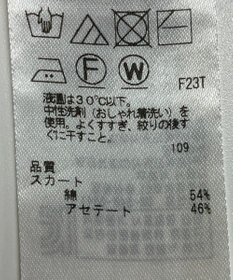 F W
F23T
液温は30℃以下。
中性洗剤(おしゃれ着洗い)を
使用。よくすすぎ、絞りの後す
ぐに干すこと。
109
品質
スカート
綿 54%
アセテート 46%